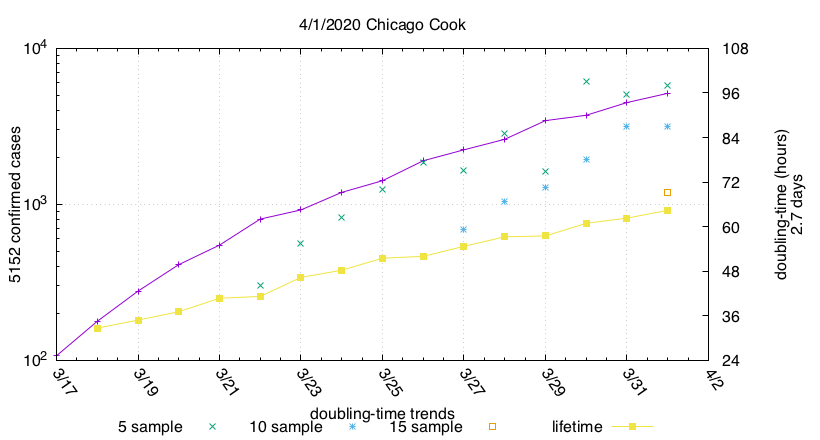 4/1/2020 Chicago Cook
10^4
10^3
10^2
5152 confirmed cases
108
96
84
72
60
48
36
24
doubling-time (hours)
2.7 days
3/17
3/19
3/21
3/23
3/25
3/27
3/29
3/31
4/2
doubling-time trends
5 sample
10 sample
15 sample
lifetime